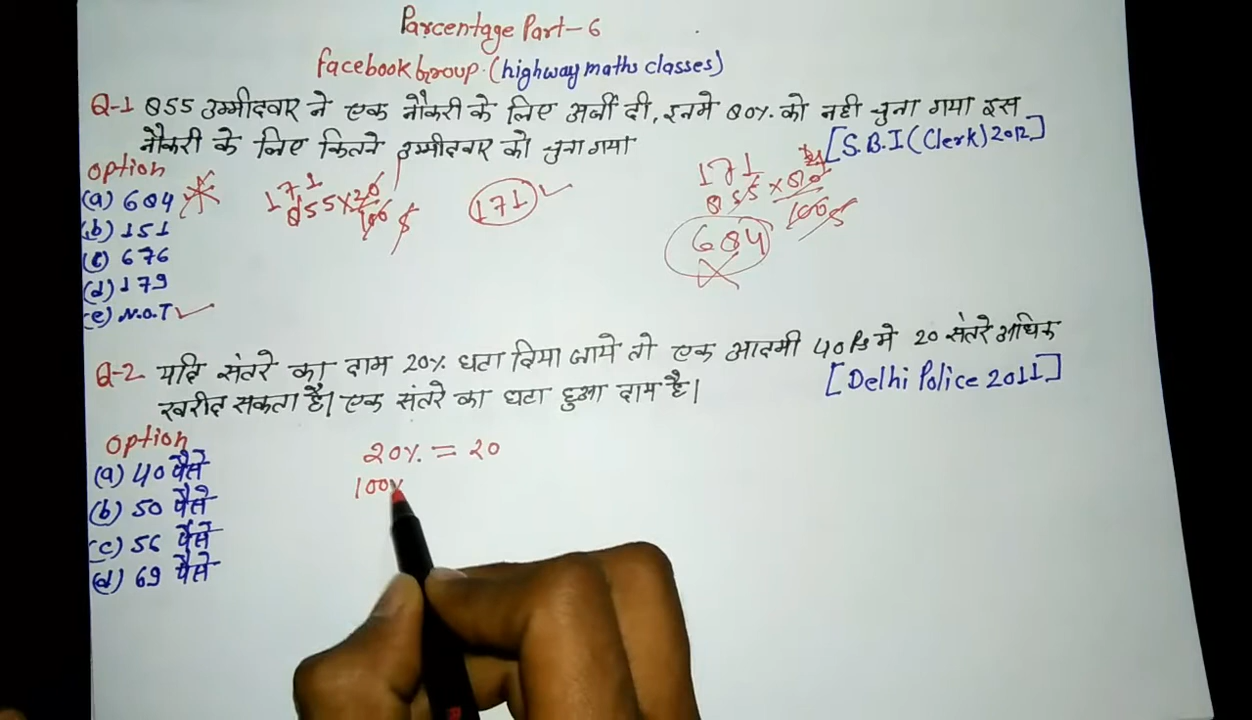 Parcentage Part-6
facebook Group. (highway maths classes)
Q-1 855 उम्मीदवार ने एक नौकरी के लिए अर्जी दी, इनमे 80% को नही चुना गया इस
नौकरी के लिए कितने उम्मीदवार को चुना गया
[S.B.I (Clerk) 2012]
option
(a) 684
(b) 151
(c) 676
(d) 179
(e) N.O.T
171
855×20
100 5
171
171
855×80
100 5
684
Q-2 यदि संतरे का दाम 20% घटा दिया जाये तो एक आदमी 40 Rs मे 20 संतरे अधिक
खरीद सकता है। एक संतरे का घटा हुआ दाम है।
[Delhi Police 2011]
option
(a) 40 पैसे
(b) 50 पैसे
(c) 56 पैसे
(d) 69 पैसे
20% = 20
100%